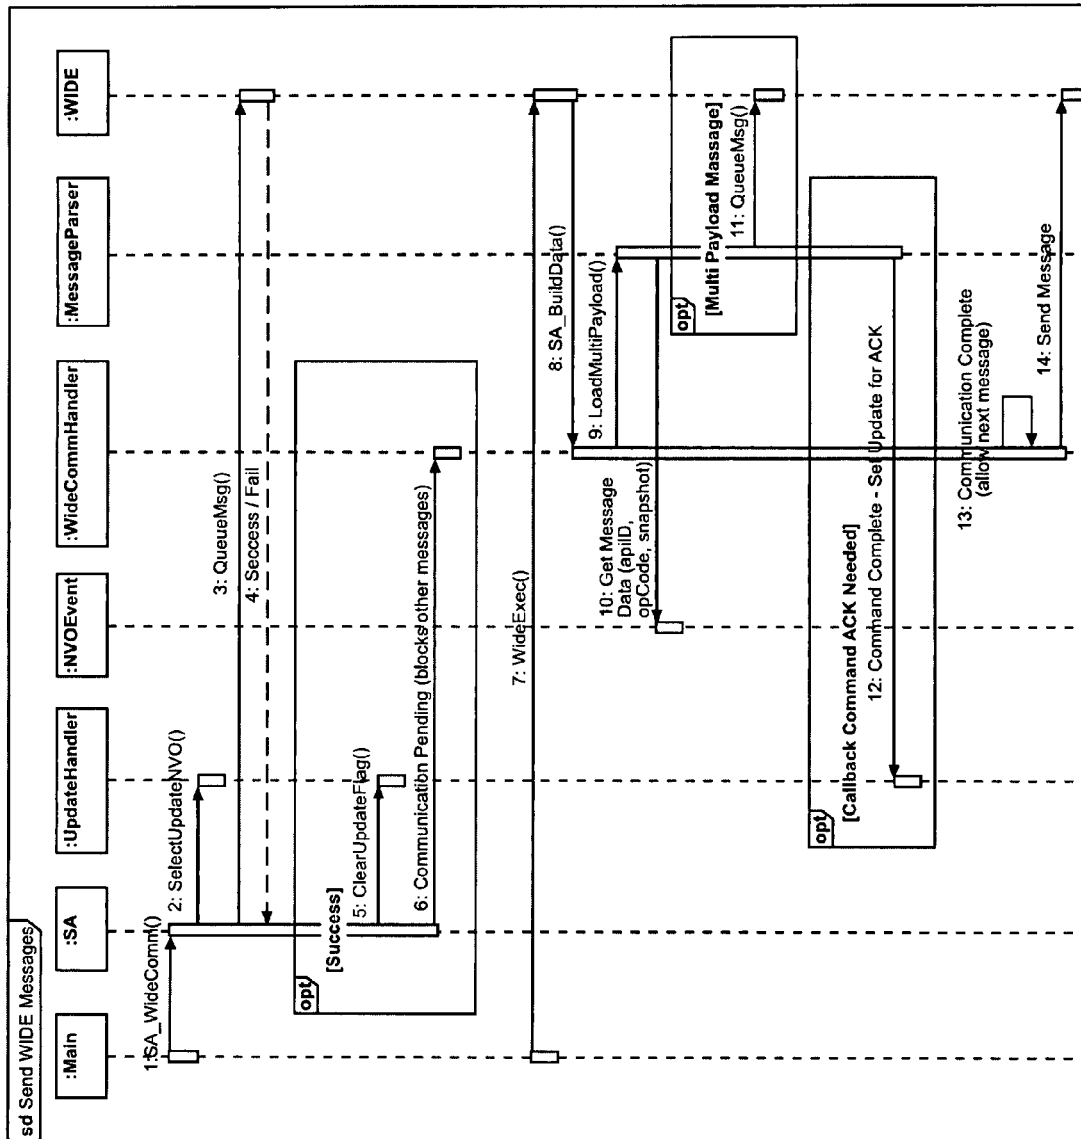 sd Send WIDE Messages
:Main
:SA
:UpdateHandler
:NVOEvent
:WideCommHandler
:MessageParser
:WIDE
1:SA_WideComm()
2: SelectUpdateNVO()
3: QueueMsg()
4: Seccess / Fail
opt
[Success]
5: ClearUpdateFlag()
6: Communication Pending (blocks other messages)
7: WideExec()
8: SA_BuildData()
9: LoadMultiPayload()
10: Get Message
Data (apiID,
opCode, snapshot)
opt
[Multi Payload Massage]
11: QueueMsg()
opt
[Callback Command ACK Needed]
12: Command Complete - Set Update for ACK
13: Communication Complete
(allow next message)
14: Send Message